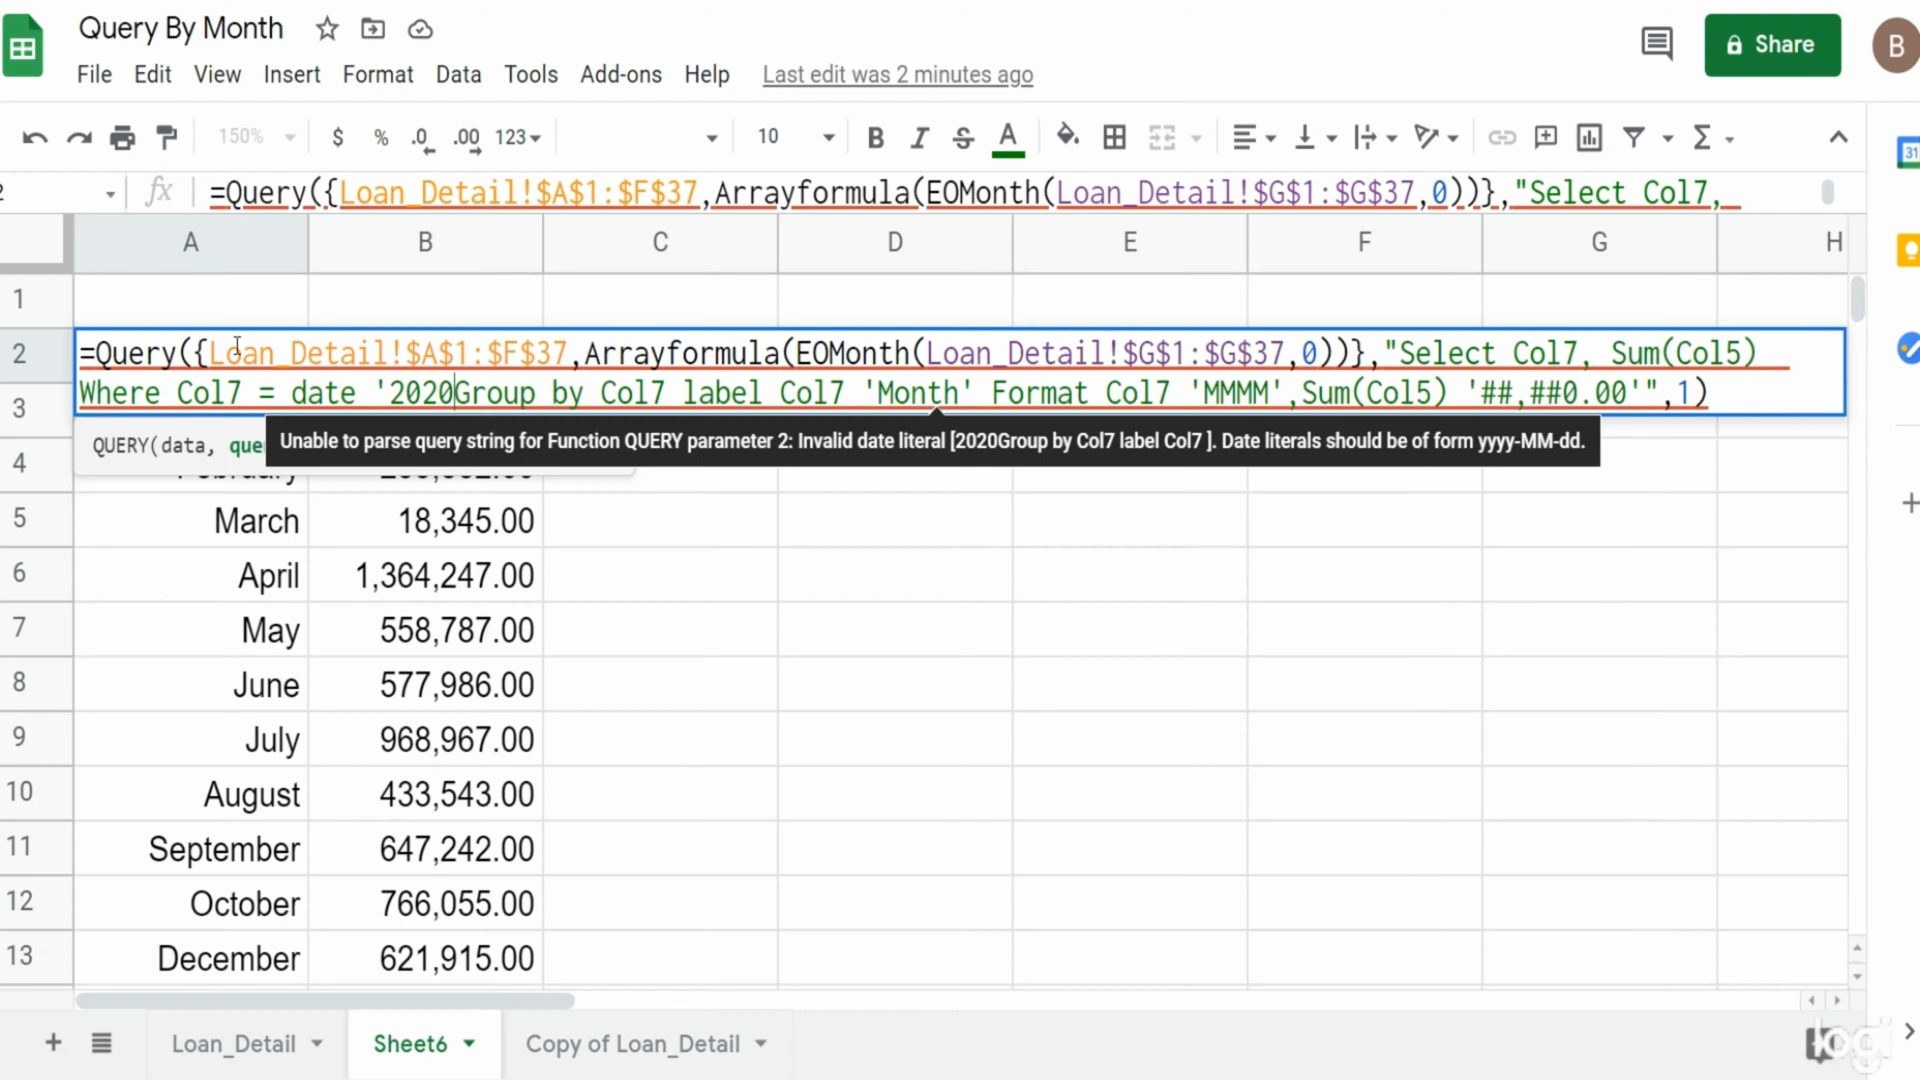 Query By Month
File Edit View Insert Format Data Tools Add-ons Help Last edit was 2 minutes ago
Share
B
150% $ % .0 .00 123 10 B I S A
31
2 fx =Query({Loan_Detail!$A$1:$F$37,Arrayformula(EOMonth(Loan_Detail!$G$1:$G$37,0))},"Select Col7,
A B C D E F G H
1
2 =Query({Loan_Detail!$A$1:$F$37,Arrayformula(EOMonth(Loan_Detail!$G$1:$G$37,0))},"Select Col7, Sum(Col5)
3 Where Col7 = date '2020Group by Col7 label Col7 'Month' Format Col7 'MMMM',Sum(Col5) '##,##0.00'",1)
QUERY(data, que
Unable to parse query string for Function QUERY parameter 2: Invalid date literal [2020Group by Col7 label Col7 ]. Date literals should be of form yyyy-MM-dd.
4 February
5 March 18,345.00
6 April 1,364,247.00
7 May 558,787.00
8 June 577,986.00
9 July 968,967.00
10 August 433,543.00
11 September 647,242.00
12 October 766,055.00
13 December 621,915.00
Loan_Detail Sheet6 Copy of Loan_Detail
logi